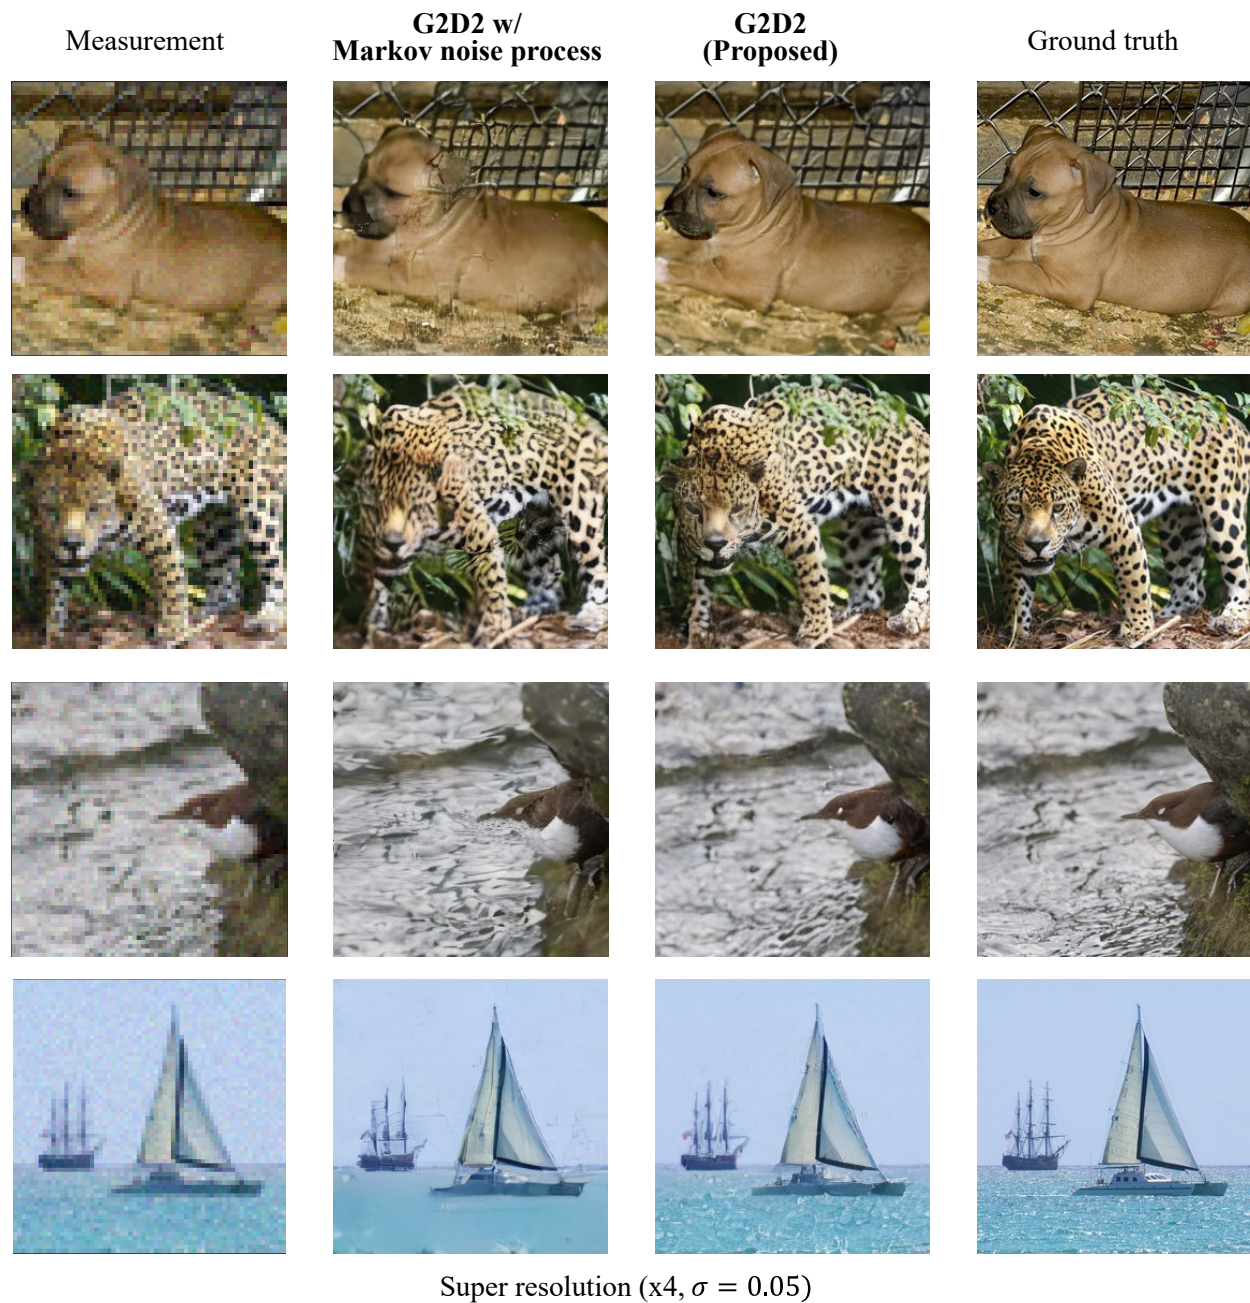 Measurement
G2D2 w/
Markov noise process
G2D2
(Proposed)
Ground truth
Super resolution (x4, σ = 0.05)